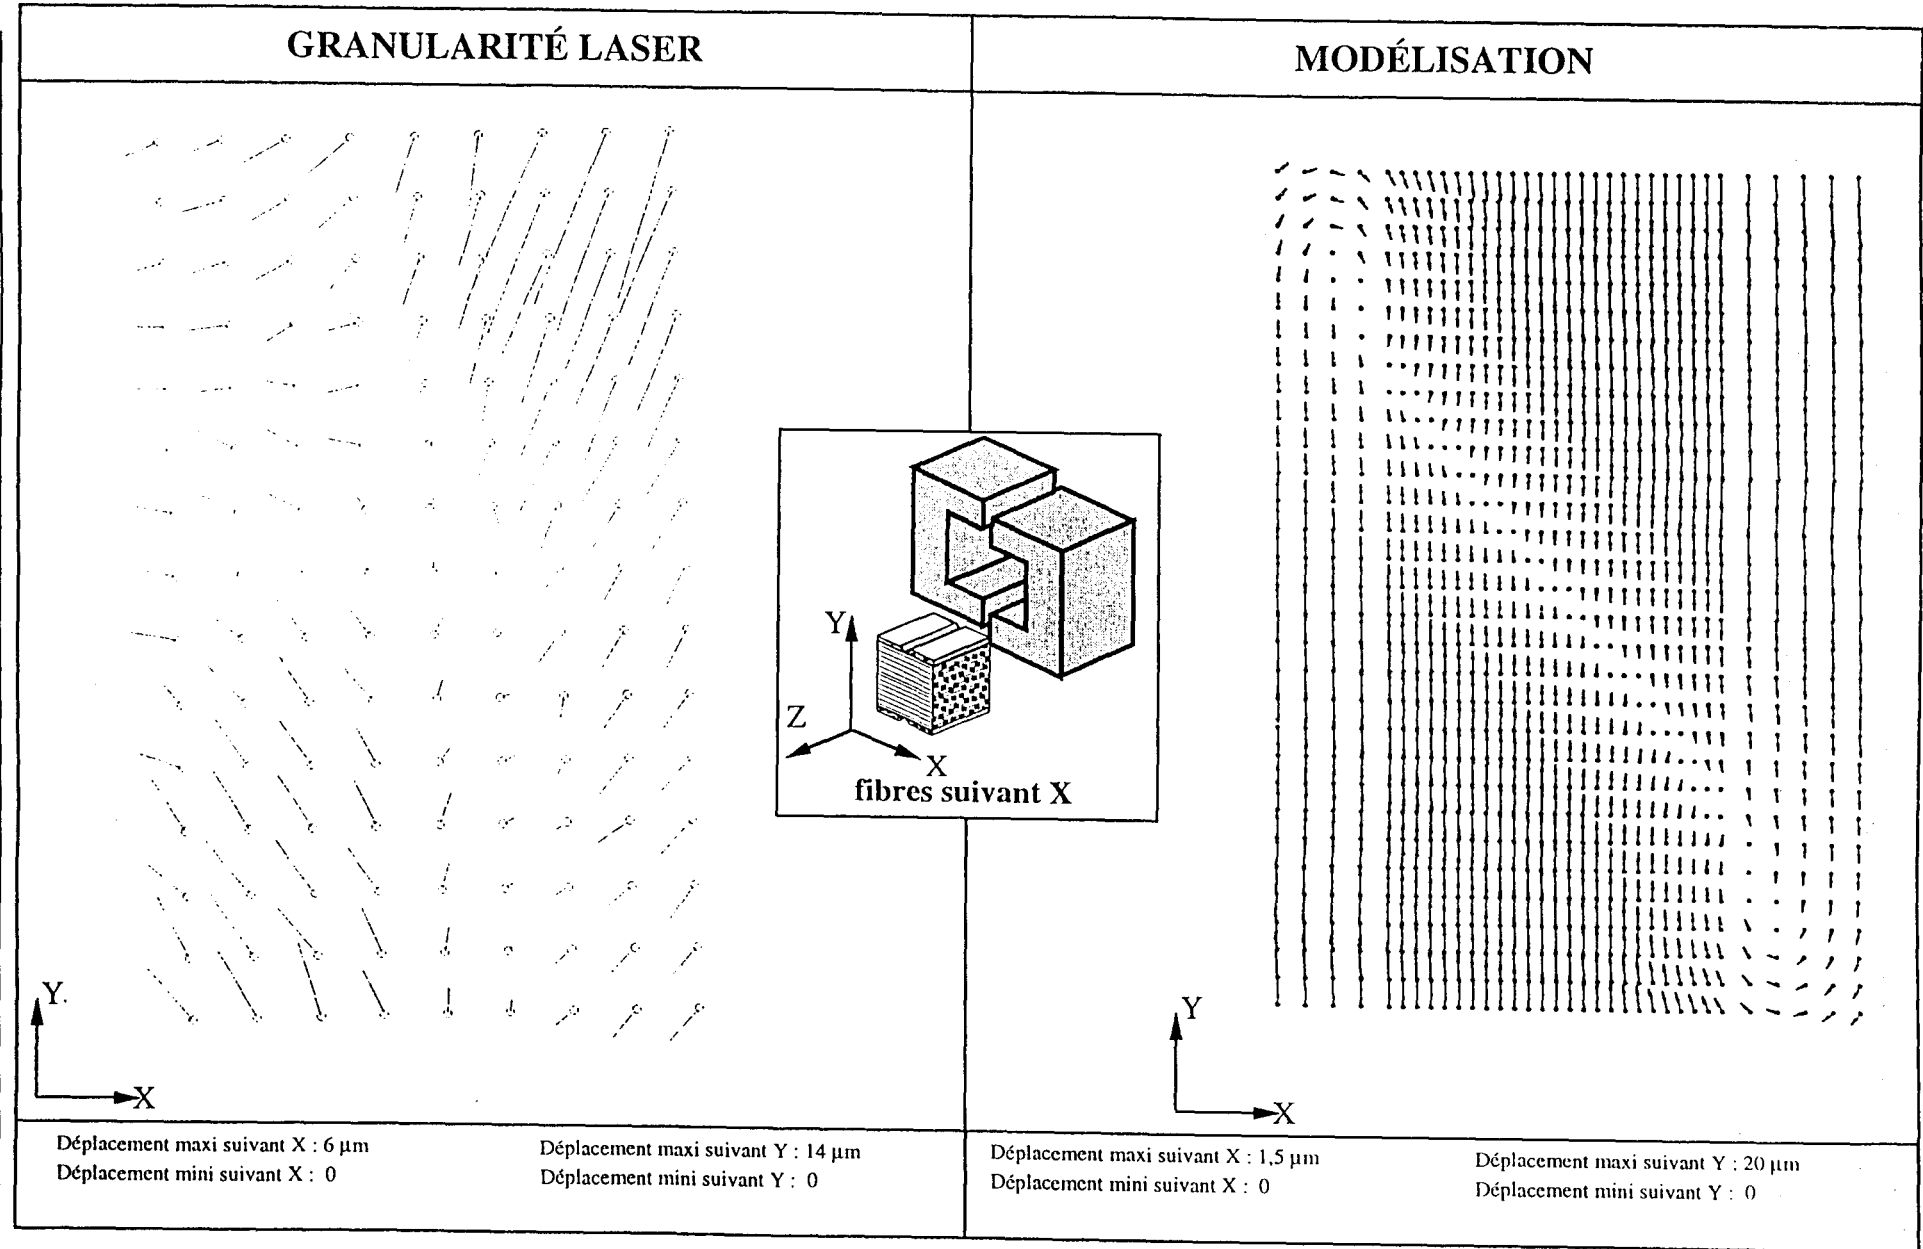 GRANULARITÉ LASER
MODÉLISATION
Y
Z
X
fibres suivant X
Y.
X
Y
X
Déplacement maxi suivant X : 6 µm
Déplacement mini suivant X : 0
Déplacement maxi suivant Y : 14 µm
Déplacement mini suivant Y : 0
Déplacement maxi suivant X : 1,5 µm
Déplacement mini suivant X : 0
Déplacement maxi suivant Y : 20 µm
Déplacement mini suivant Y : 0